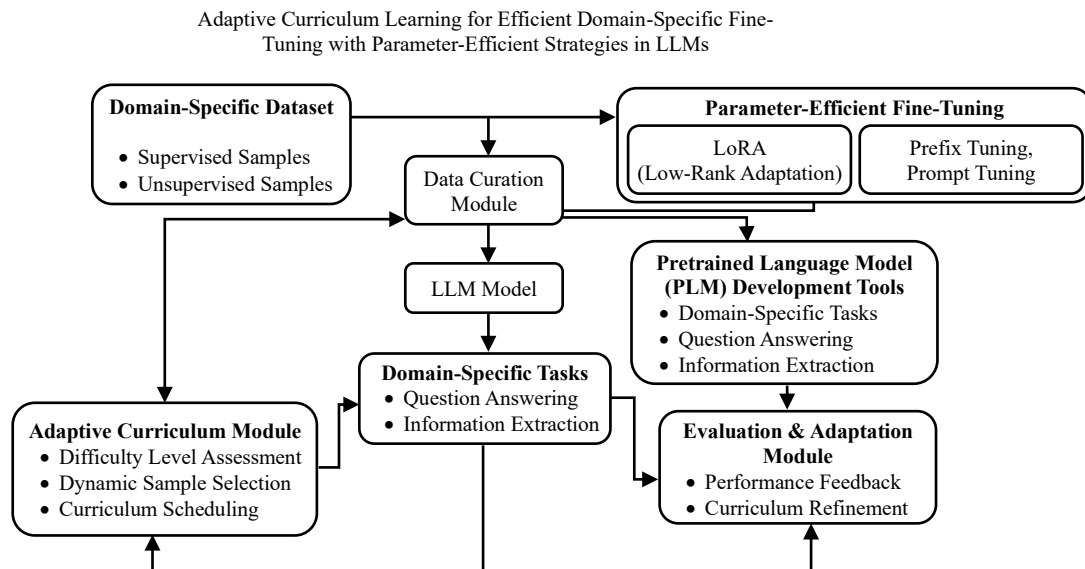 Adaptive Curriculum Learning for Efficient Domain-Specific Fine-
Tuning with Parameter-Efficient Strategies in LLMs
Domain-Specific Dataset
• Supervised Samples
• Unsupervised Samples
Parameter-Efficient Fine-Tuning
LoRA
(Low-Rank Adaptation)
Prefix Tuning,
Prompt Tuning
Data Curation
Module
LLM Model
Pretrained Language Model
(PLM) Development Tools
• Domain-Specific Tasks
• Question Answering
• Information Extraction
Domain-Specific Tasks
• Question Answering
• Information Extraction
Adaptive Curriculum Module
• Difficulty Level Assessment
• Dynamic Sample Selection
• Curriculum Scheduling
Evaluation & Adaptation
Module
• Performance Feedback
• Curriculum Refinement